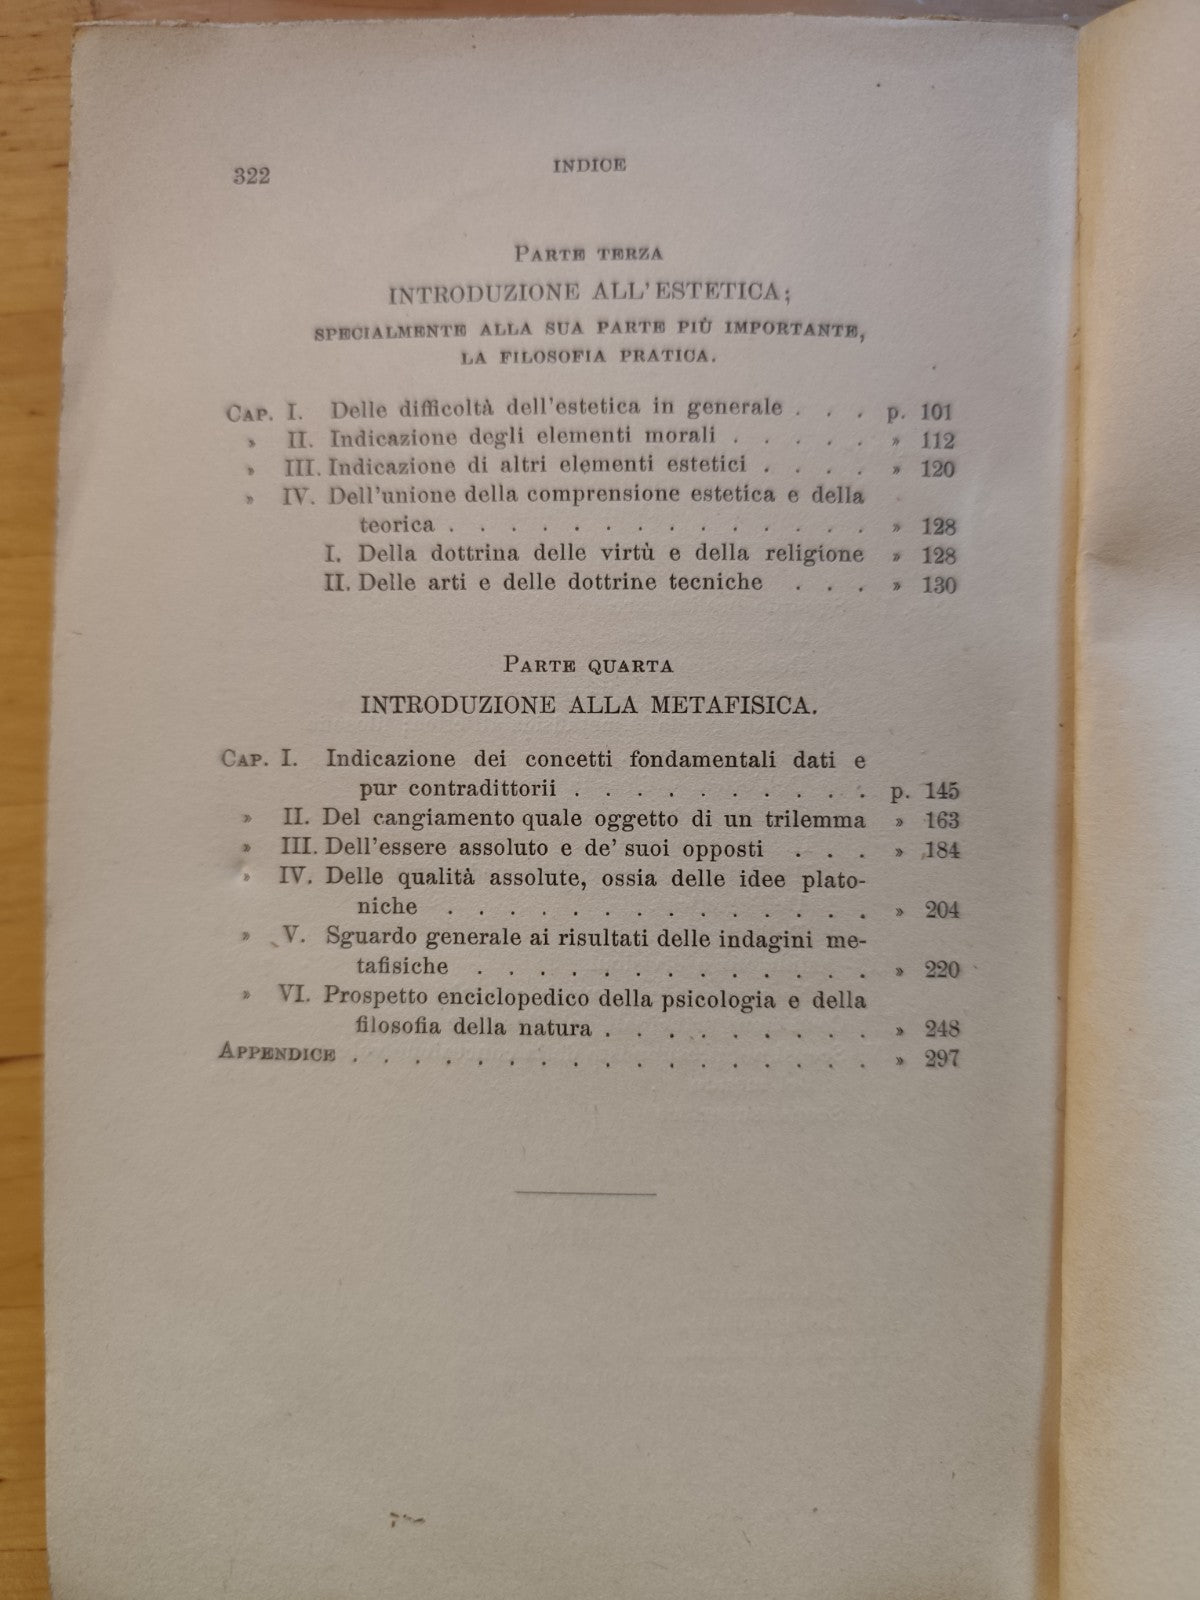 322
INDICE
PARTE TERZA
INTRODUZIONE ALL'ESTETICA;
SPECIALMENTE ALLA SUA PARTE PIÙ IMPORTANTE,
LA FILOSOFIA PRATICA.
CAP. I. Delle difficoltà dell'estetica in generale . . . p. 101
» II. Indicazione degli elementi morali . . . . . » 112
» III. Indicazione di altri elementi estetici . . . . » 120
» IV. Dell'unione della comprensione estetica e della
teorica . . . . . . . . . . . . . . » 128
I. Della dottrina delle virtù e della religione » 128
II. Delle arti e delle dottrine tecniche . . . » 130
PARTE QUARTA
INTRODUZIONE ALLA METAFISICA.
CAP. I. Indicazione dei concetti fondamentali dati e
pur contradittorii . . . . . . . . . . p. 145
» II. Del cangiamento quale oggetto di un trilemma » 163
» III. Dell'essere assoluto e de' suoi opposti . . . » 184
» IV. Delle qualità assolute, ossia delle idee plato-
niche . . . . . . . . . . . . . . » 204
» V. Sguardo generale ai risultati delle indagini me-
tafisiche . . . . . . . . . . . . . » 220
» VI. Prospetto enciclopedico della psicologia e della
filosofia della natura . . . . . . . . . » 248
APPENDICE . . . . . . . . . . . . . . . . . » 297